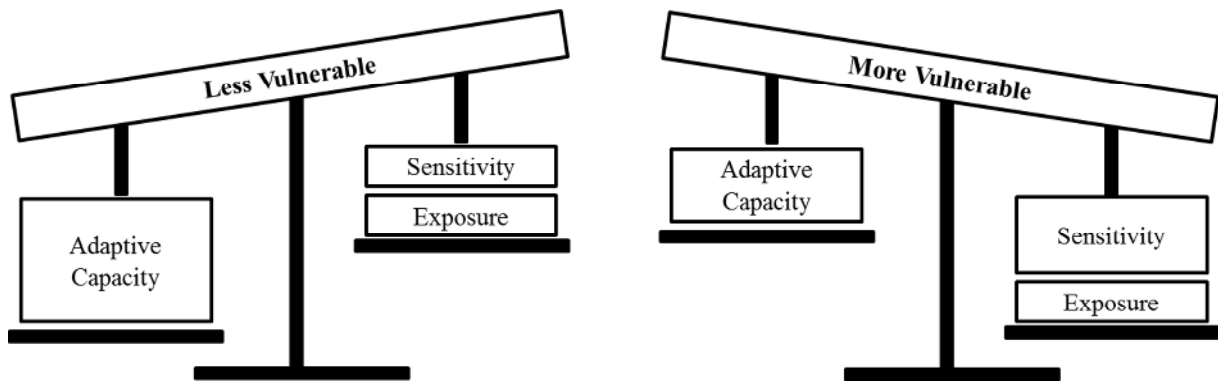 Less Vulnerable
Sensitivity
Exposure
Adaptive
Capacity
More Vulnerable
Adaptive
Capacity
Sensitivity
Exposure